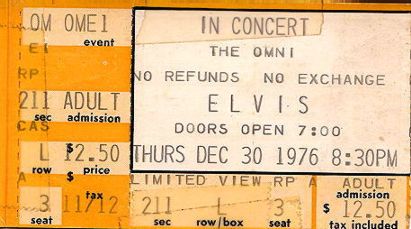 OM OME1 IN CONCERT
event
E1 THE OMNI
RP NO REFUNDS NO EXCHANGE
211 ADULT ELVIS
sec admission
CAS DOORS OPEN 7:00
L 12.50 THURS DEC 30 1976 8:30PM
row $ price
A LIMITED VIEW RP A admission
tax
3 11/12 211 L 3 $ 12.50
seat sec row/box seat tax included